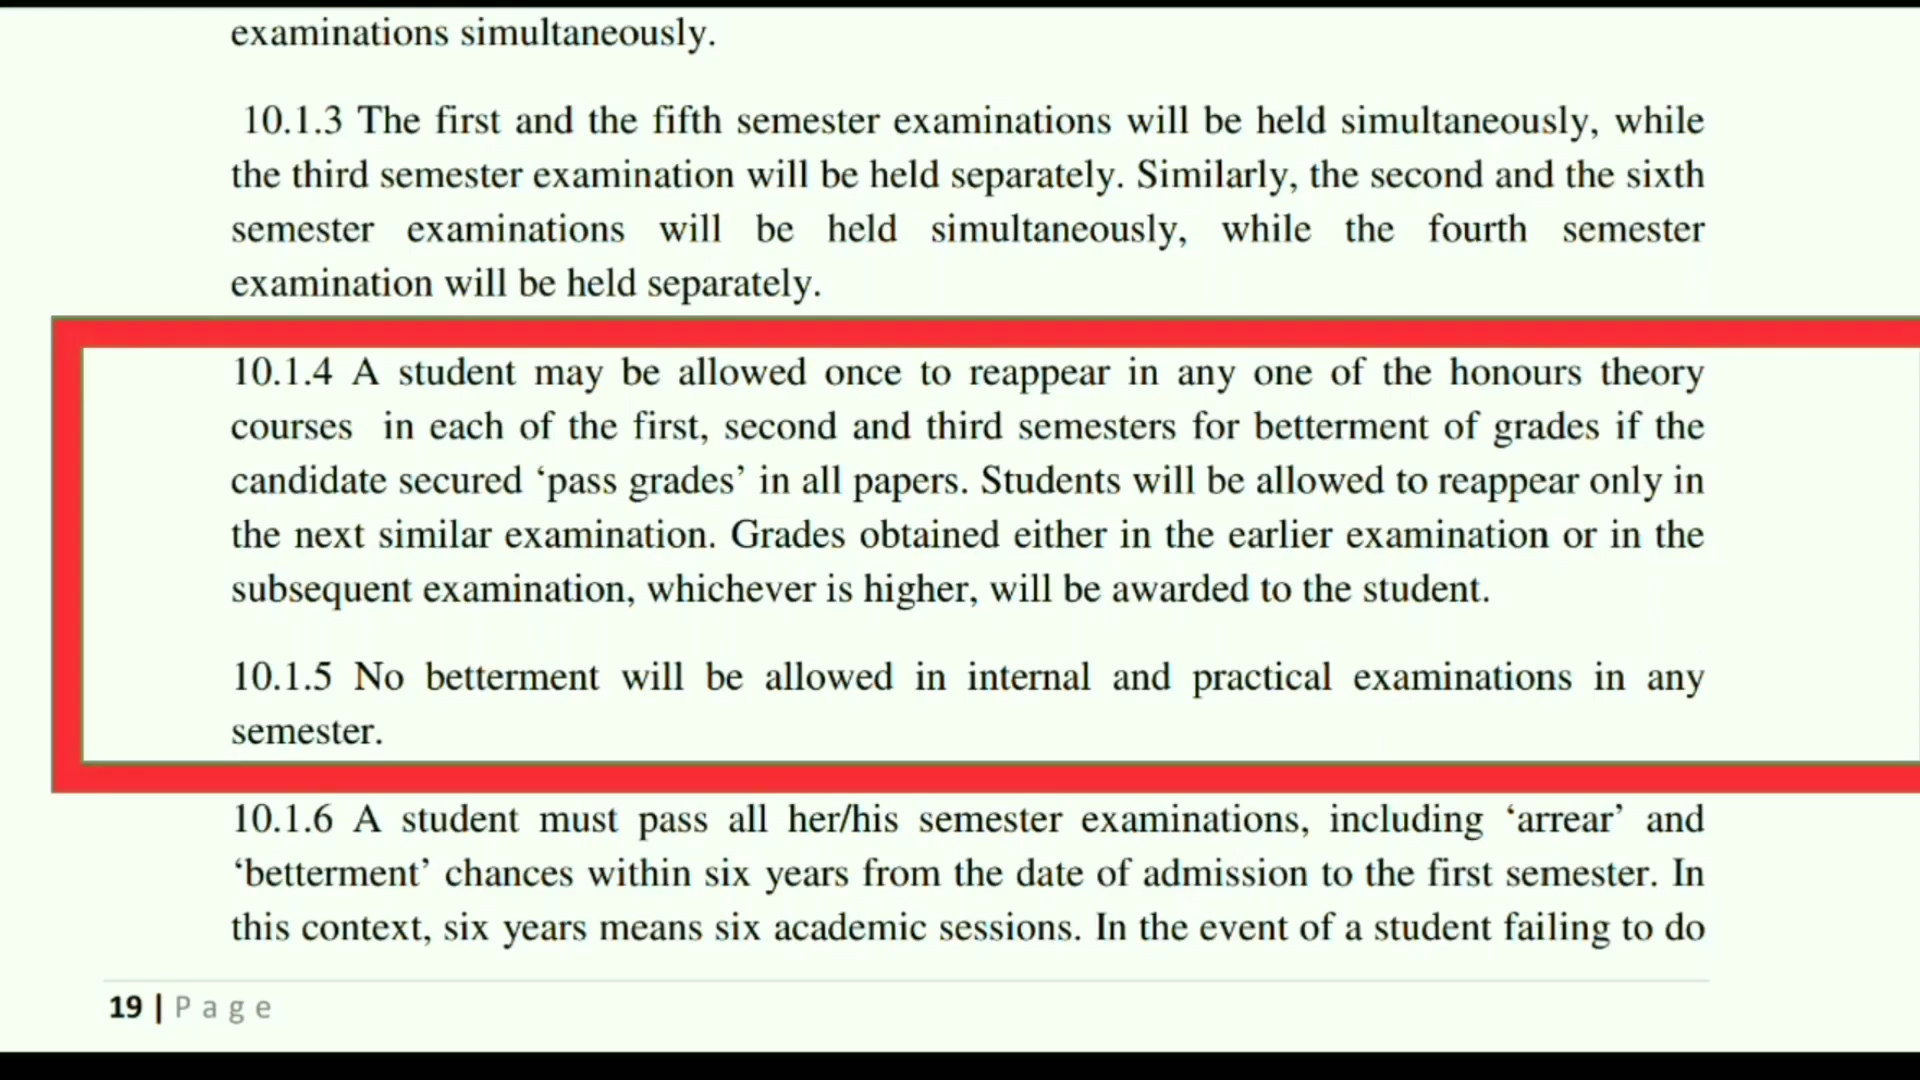 examinations simultaneously.
10.1.3 The first and the fifth semester examinations will be held simultaneously, while
the third semester examination will be held separately. Similarly, the second and the sixth
semester examinations will be held simultaneously, while the fourth semester
examination will be held separately.
10.1.4 A student may be allowed once to reappear in any one of the honours theory
courses in each of the first, second and third semesters for betterment of grades if the
candidate secured ‘pass grades’ in all papers. Students will be allowed to reappear only in
the next similar examination. Grades obtained either in the earlier examination or in the
subsequent examination, whichever is higher, will be awarded to the student.
10.1.5 No betterment will be allowed in internal and practical examinations in any
semester.
10.1.6 A student must pass all her/his semester examinations, including ‘arrear’ and
‘betterment’ chances within six years from the date of admission to the first semester. In
this context, six years means six academic sessions. In the event of a student failing to do
19 | Page